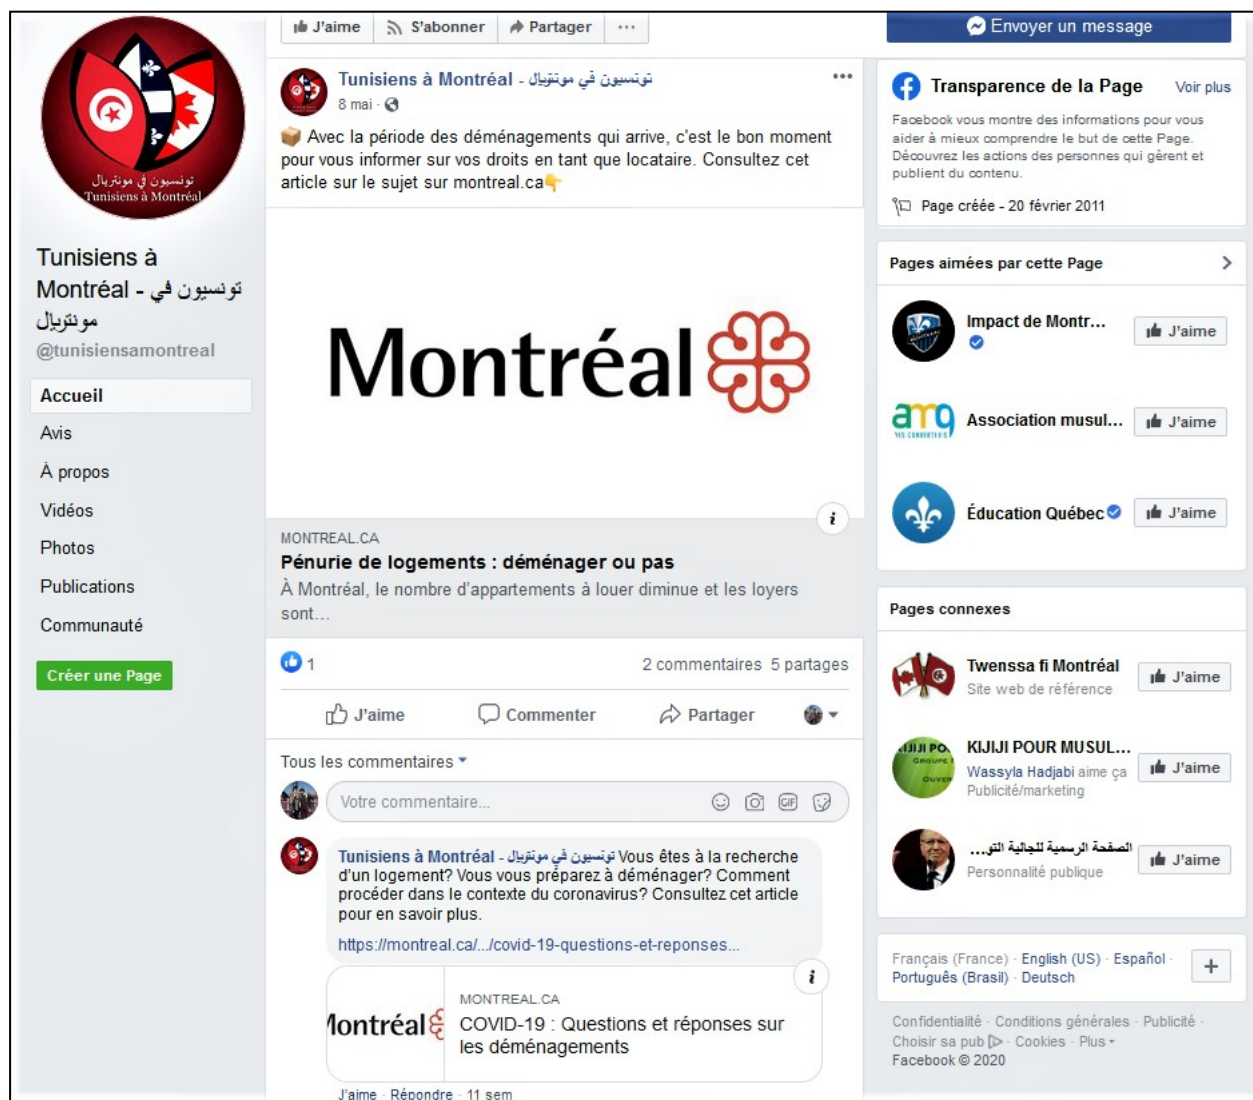 تونسيون في مونتريال
Tunisiens à Montréal
Tunisiens à
Montréal - تونسيون في
مونتريال
@tunisiensamontreal
Accueil
Avis
À propos
Vidéos
Photos
Publications
Communauté
Créer une Page
J'aime S'abonner Partager ...
Tunisiens à Montréal - تونسيون في مونتريال
8 mai ·
Avec la période des déménagements qui arrive, c'est le bon moment
pour vous informer sur vos droits en tant que locataire. Consultez cet
article sur le sujet sur montreal.ca
Montréal
MONTREAL.CA
Pénurie de logements : déménager ou pas
À Montréal, le nombre d'appartements à louer diminue et les loyers
sont…
1 2 commentaires 5 partages
J'aime Commenter Partager
Tous les commentaires
Votre commentaire...
GIF
Tunisiens à Montréal - تونسيون في مونتريال Vous êtes à la recherche
d'un logement? Vous vous préparez à déménager? Comment
procéder dans le contexte du coronavirus? Consultez cet article
pour en savoir plus.
https://montreal.ca/.../covid-19-questions-et-reponses...
Montréal
MONTREAL.CA
COVID-19 : Questions et réponses sur
les déménagements
J'aime · Répondre · 11 sem
Envoyer un message
Transparence de la Page Voir plus
Facebook vous montre des informations pour vous
aider à mieux comprendre le but de cette Page.
Découvrez les actions des personnes qui gèrent et
publient du contenu.
Page créée - 20 février 2011
Pages aimées par cette Page
Impact de Montr... J'aime
Association musul... J'aime
Éducation Québec J'aime
Pages connexes
Twenssa fi Montréal J'aime
Site web de référence
KIJIJI POUR MUSUL... J'aime
Wassyla Hadjabi aime ça
Publicité/marketing
الصفحة الرسمية للجالية التو... J'aime
Personnalité publique
Français (France) · English (US) · Español ·
Português (Brasil) · Deutsch
+
Confidentialité · Conditions générales · Publicité ·
Choisir sa pub · Cookies · Plus
Facebook © 2020